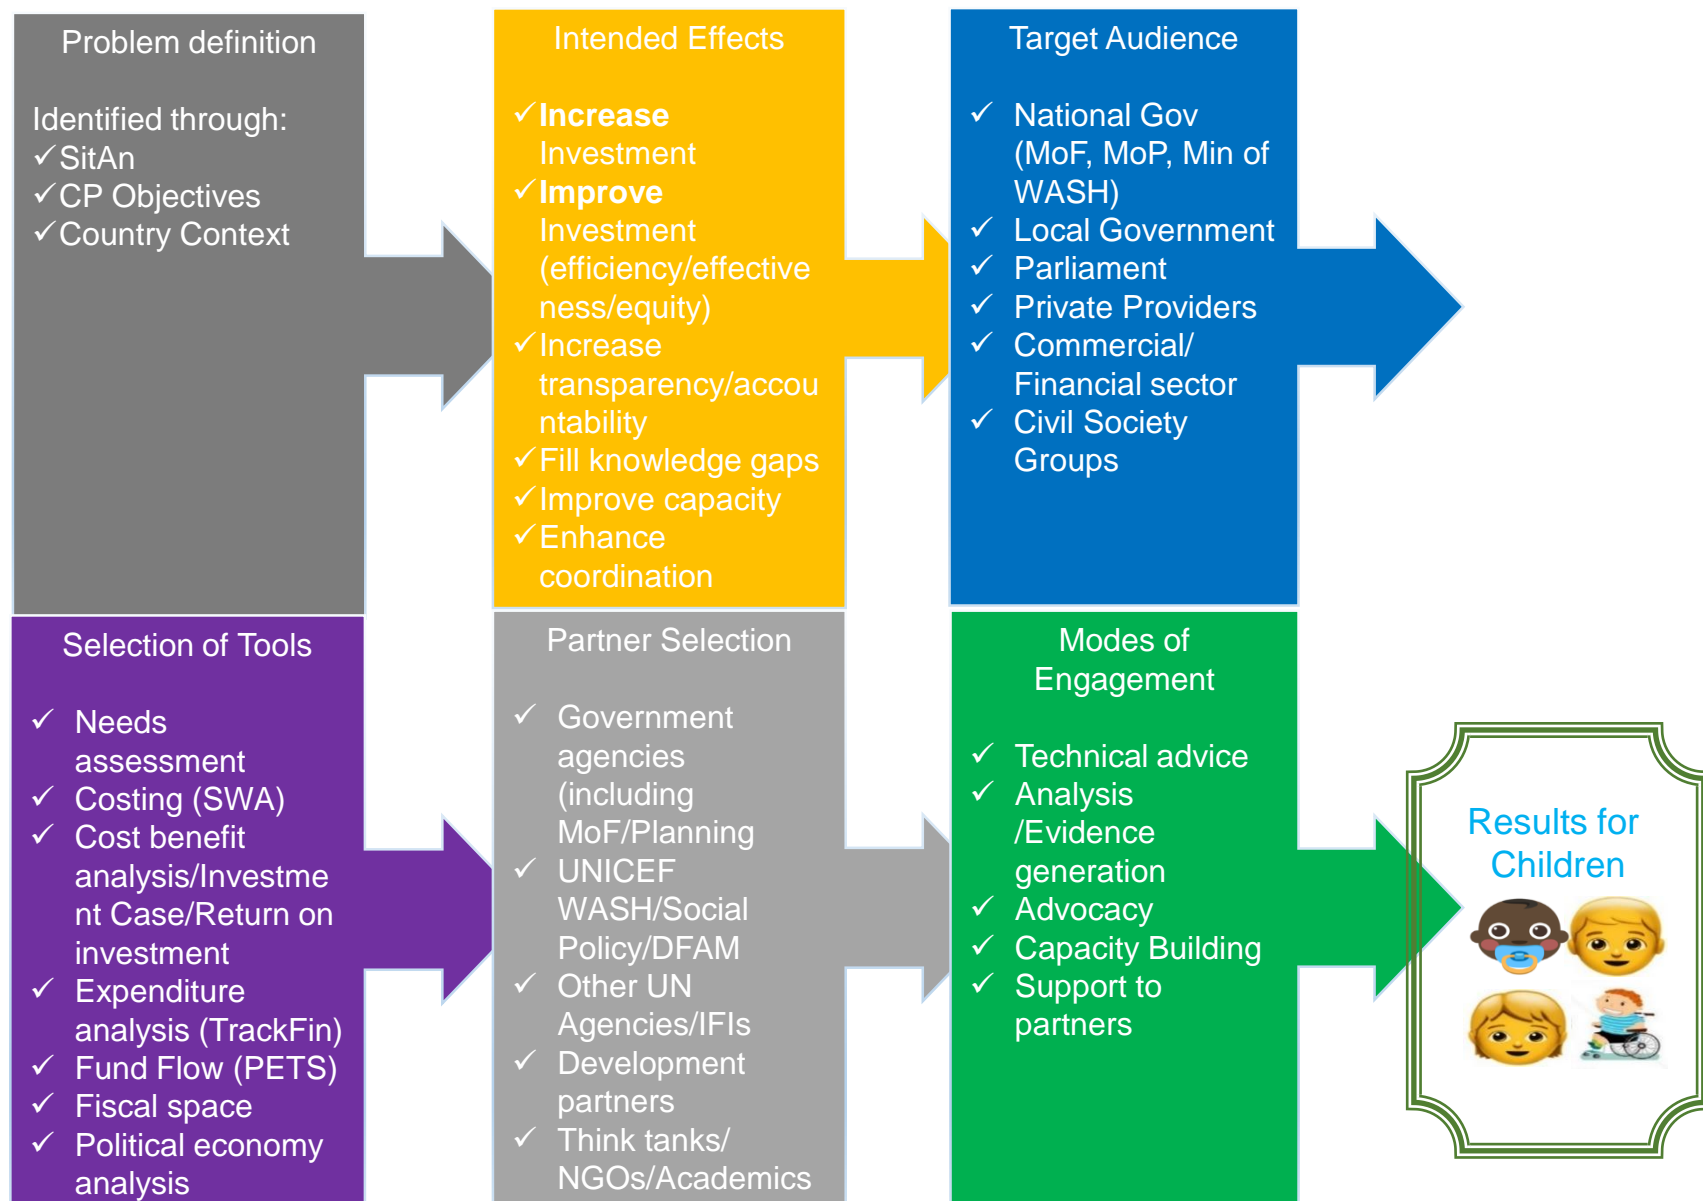 Problem definition
Identified through:
✓SitAn
✓CP Objectives
✓Country Context
Intended Effects
✓Increase
Investment
✓Improve
Investment
(efficiency/effective
ness/equity)
✓Increase
transparency/accou
ntability
✓Fill knowledge gaps
✓Improve capacity
✓Enhance
coordination
Target Audience
✓ National Gov
(MoF, MoP, Min of
WASH)
✓ Local Government
✓ Parliament
✓ Private Providers
✓ Commercial/
Financial sector
✓ Civil Society
Groups
Selection of Tools
✓ Needs
assessment
✓ Costing (SWA)
✓ Cost benefit
analysis/Investme
nt Case/Return on
investment
✓ Expenditure
analysis (TrackFin)
✓ Fund Flow (PETS)
✓ Fiscal space
✓ Political economy
analysis
Partner Selection
✓ Government
agencies
(including
MoF/Planning
✓ UNICEF
WASH/Social
Policy/DFAM
✓ Other UN
Agencies/IFIs
✓ Development
partners
✓ Think tanks/
NGOs/Academics
Modes of
Engagement
✓ Technical advice
✓ Analysis
/Evidence
generation
✓ Advocacy
✓ Capacity Building
✓ Support to
partners
Results for
Children